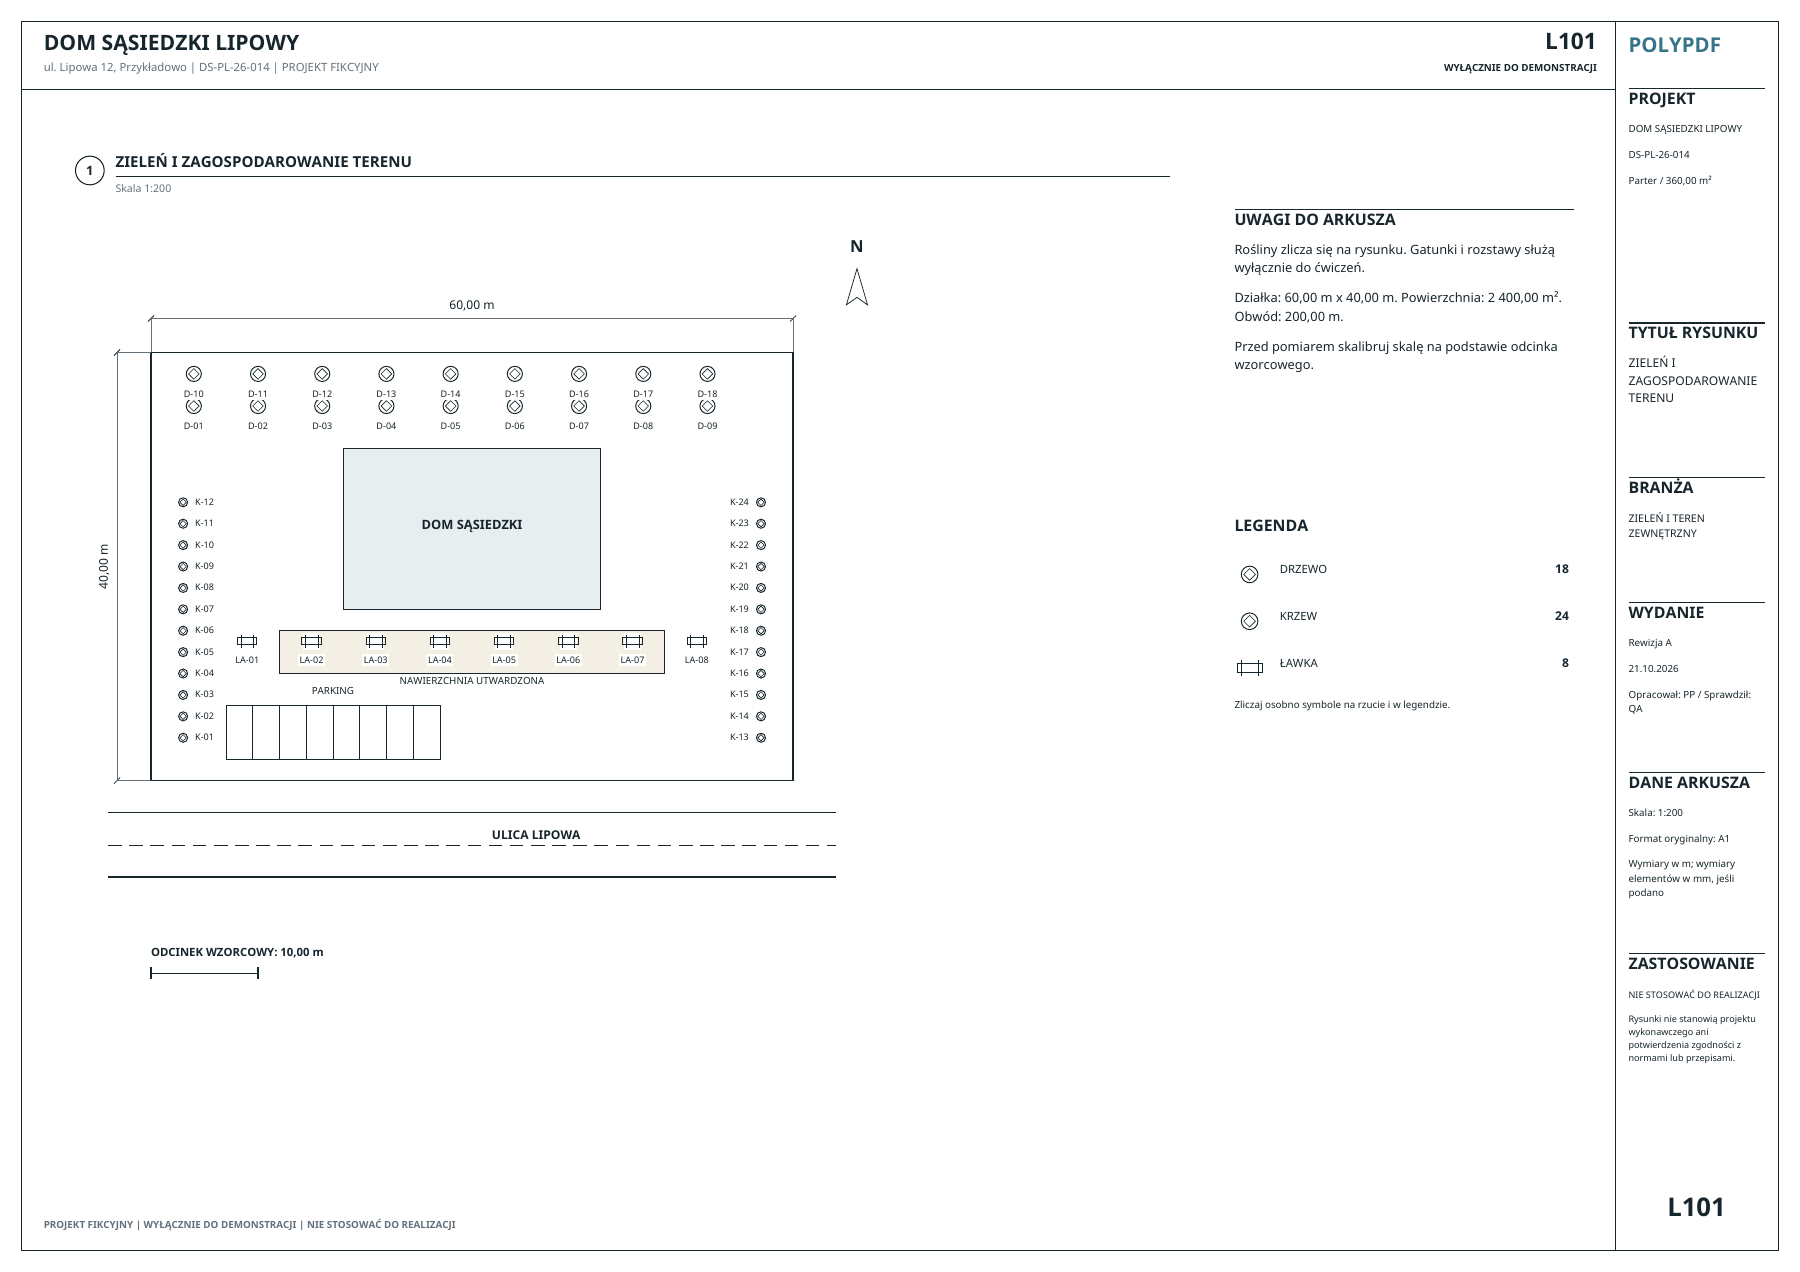 DOM SĄSIEDZKI LIPOWY
ul. Lipowa 12, Przykładowo | DS-PL-26-014 | PROJEKT FIKCYJNY
L101
WYŁĄCZNIE DO DEMONSTRACJI
1
ZIELEŃ I ZAGOSPODAROWANIE TERENU
Skala 1:200
N
60,00 m
40,00 m
D-10 D-11 D-12 D-13 D-14 D-15 D-16 D-17 D-18
D-01 D-02 D-03 D-04 D-05 D-06 D-07 D-08 D-09
DOM SĄSIEDZKI
K-12 K-24
K-11 K-23
K-10 K-22
K-09 K-21
K-08 K-20
K-07 K-19
K-06 K-18
K-05 K-17
K-04 K-16
K-03 K-15
K-02 K-14
K-01 K-13
LA-01 LA-02 LA-03 LA-04 LA-05 LA-06 LA-07 LA-08
NAWIERZCHNIA UTWARDZONA
PARKING
ULICA LIPOWA
ODCINEK WZORCOWY: 10,00 m
UWAGI DO ARKUSZA
Rośliny zlicza się na rysunku. Gatunki i rozstawy służą
wyłącznie do ćwiczeń.
Działka: 60,00 m x 40,00 m. Powierzchnia: 2 400,00 m².
Obwód: 200,00 m.
Przed pomiarem skalibruj skalę na podstawie odcinka
wzorcowego.
LEGENDA
DRZEWO 18
KRZEW 24
ŁAWKA 8
Zliczaj osobno symbole na rzucie i w legendzie.
POLYPDF
PROJEKT
DOM SĄSIEDZKI LIPOWY
DS-PL-26-014
Parter / 360,00 m²
TYTUŁ RYSUNKU
ZIELEŃ I
ZAGOSPODAROWANIE
TERENU
BRANŻA
ZIELEŃ I TEREN
ZEWNĘTRZNY
WYDANIE
Rewizja A
21.10.2026
Opracował: PP / Sprawdził:
QA
DANE ARKUSZA
Skala: 1:200
Format oryginalny: A1
Wymiary w m; wymiary
elementów w mm, jeśli
podano
ZASTOSOWANIE
NIE STOSOWAĆ DO REALIZACJI
Rysunki nie stanowią projektu
wykonawczego ani
potwierdzenia zgodności z
normami lub przepisami.
L101
PROJEKT FIKCYJNY | WYŁĄCZNIE DO DEMONSTRACJI | NIE STOSOWAĆ DO REALIZACJI